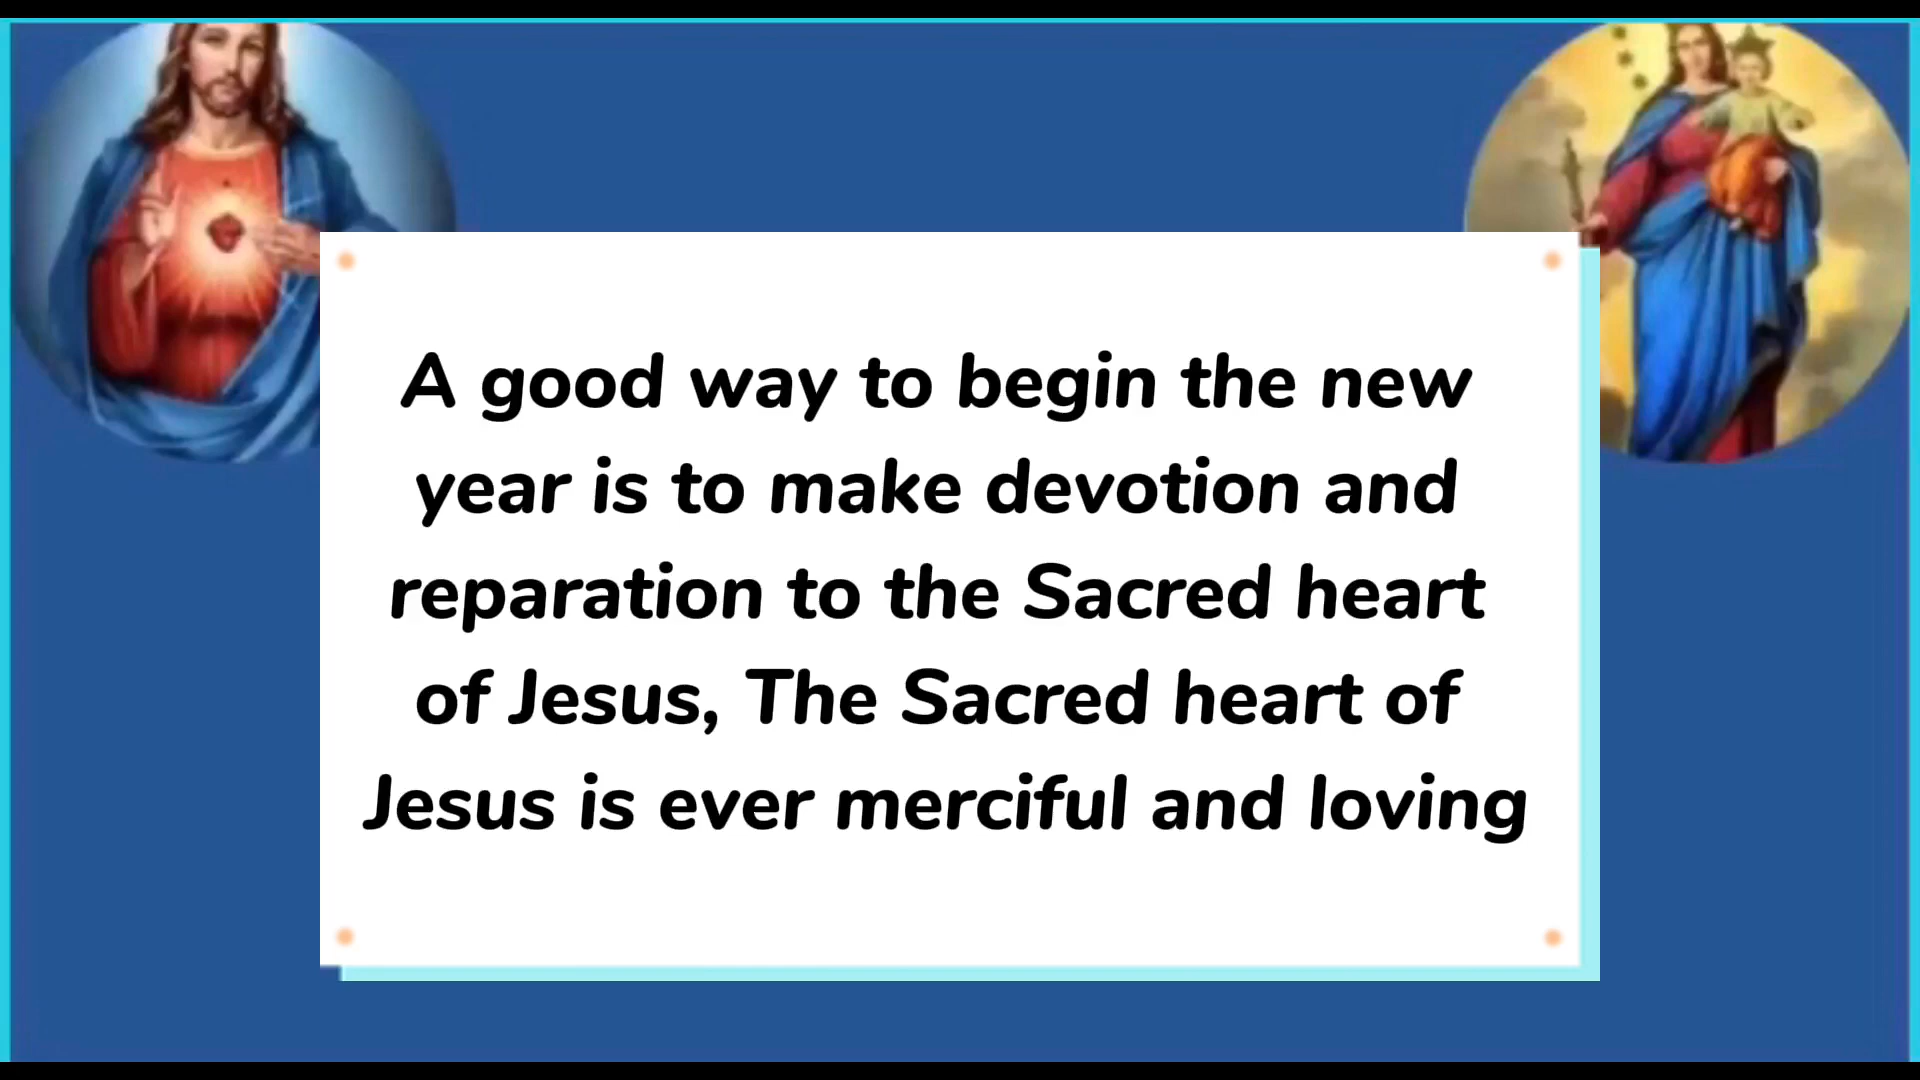 A good way to begin the new
year is to make devotion and
reparation to the Sacred heart
of Jesus, The Sacred heart of
Jesus is ever merciful and loving